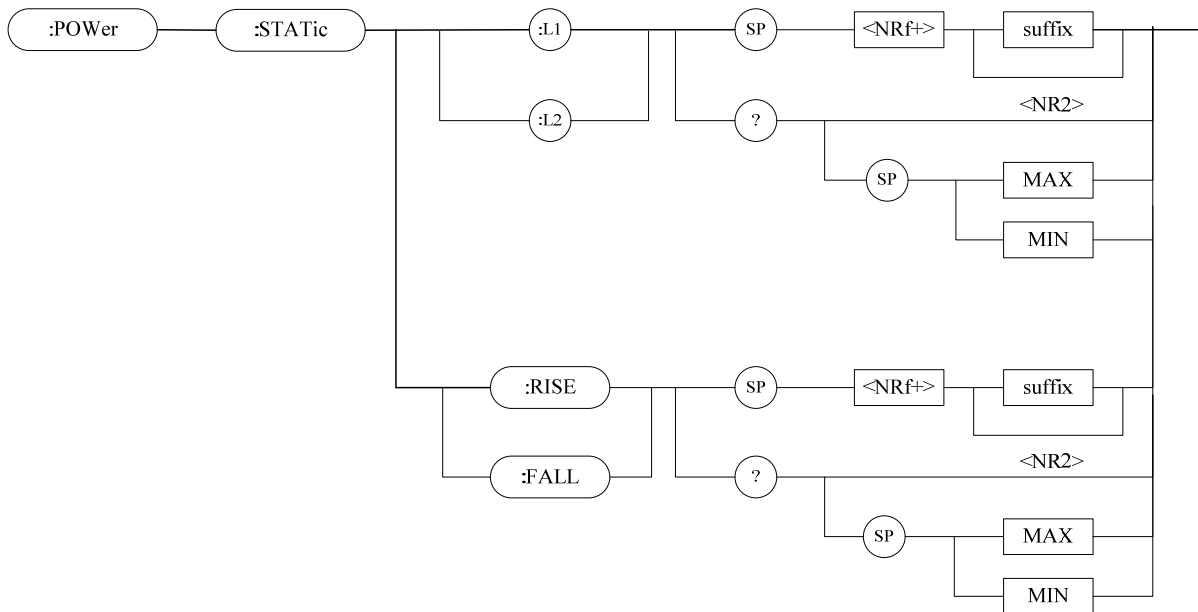 :POWer :STATic :L1 SP <NRf+> suffix
<NR2>
:L2 ?
SP MAX
MIN
:RISE SP <NRf+> suffix
<NR2>
:FALL ?
SP MAX
MIN